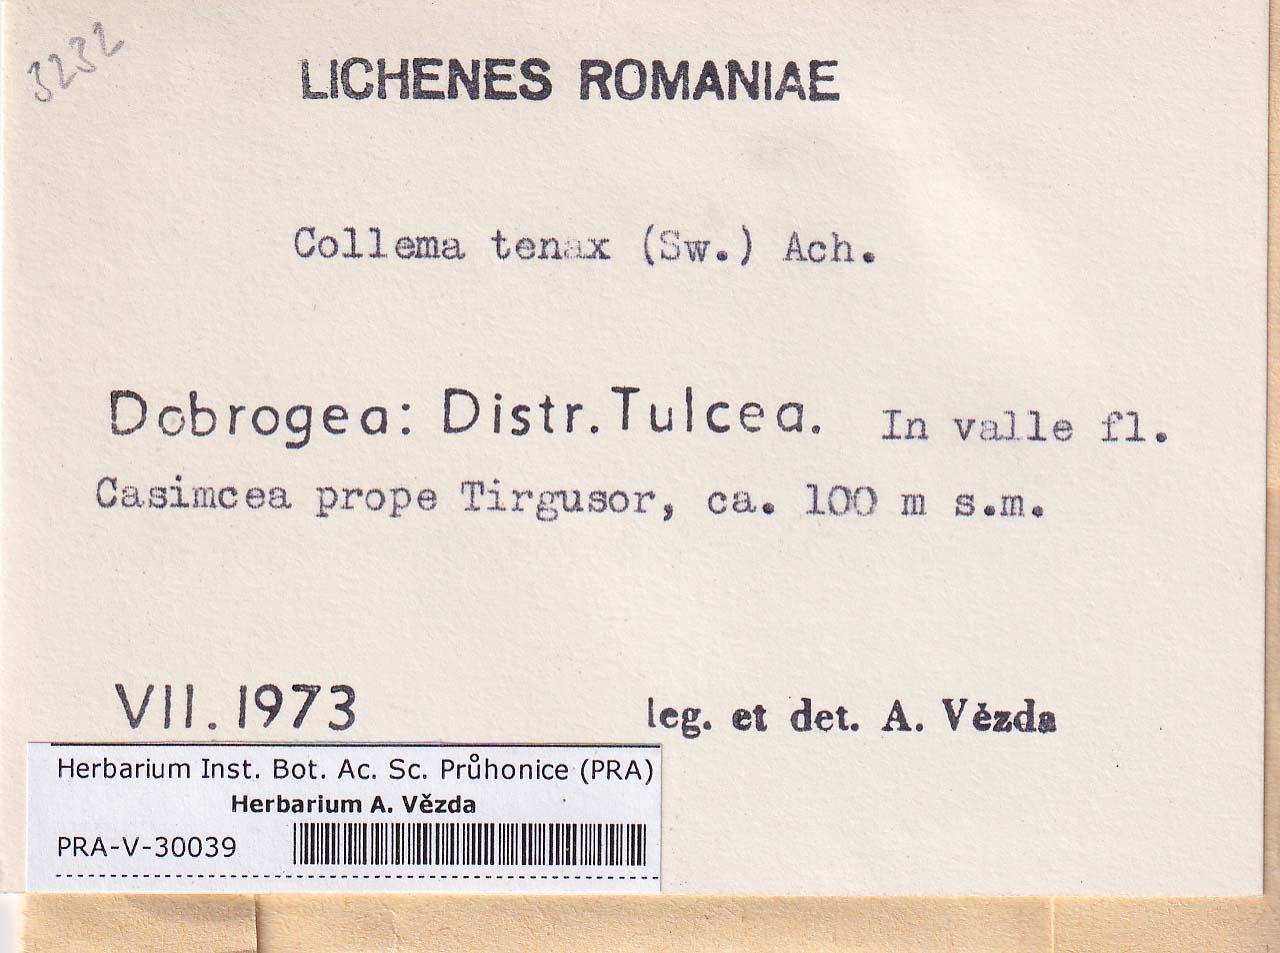 3232
LICHENES ROMANIAE
Collema tenax (Sw.) Ach.
Dobrogea: Distr. Tulcea. In valle fl.
Casimcea prope Tirgusor, ca. 100 m s.m.
VII. 1973
leg. et det. A. Vězda
Herbarium Inst. Bot. Ac. Sc. Průhonice (PRA)
Herbarium A. Vězda
PRA-V-30039